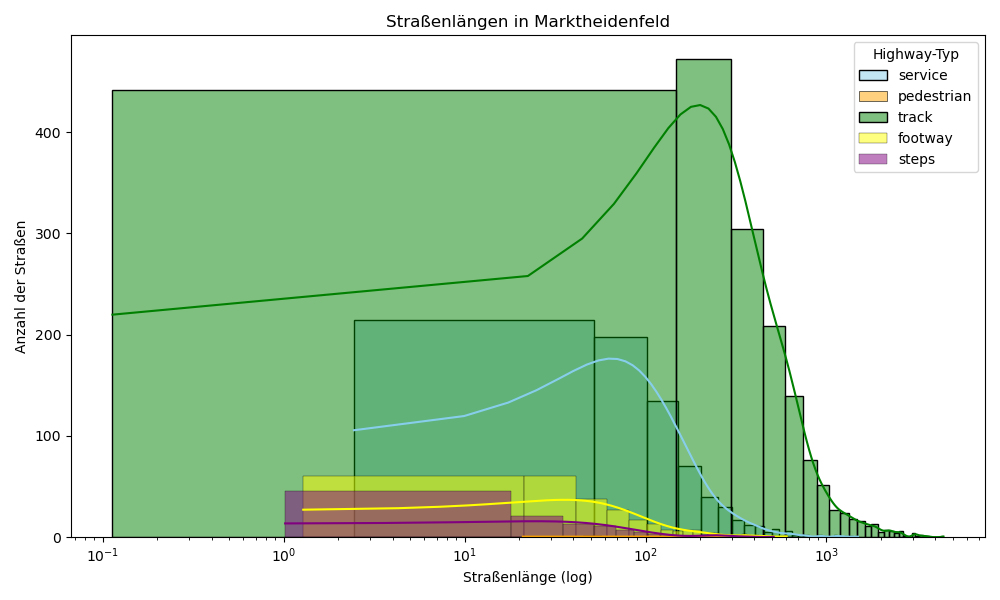 Straßenlängen in Marktheidenfeld
Highway-Typ
service
pedestrian
track
footway
steps
Anzahl der Straßen
400
300
200
100
0
10⁻¹ 10⁰ 10¹ 10² 10³
Straßenlänge (log)